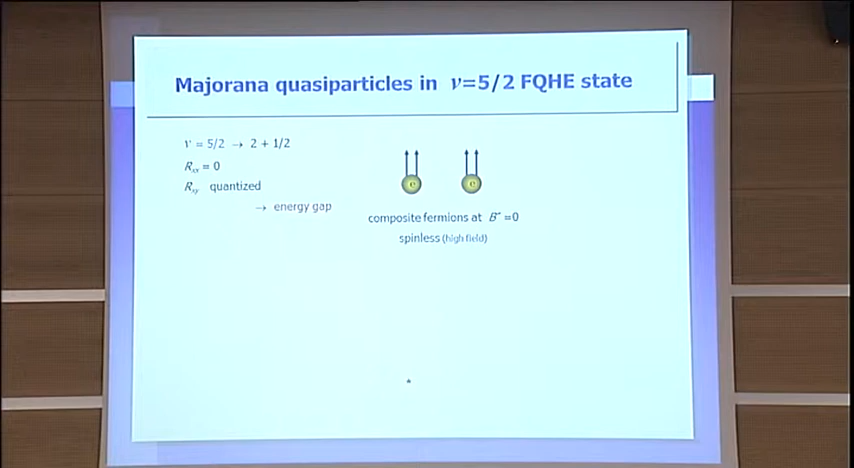 Majorana quasiparticles in ν=5/2 FQHE state
ν = 5/2 → 2 + 1/2
Rxx = 0
Rxy quantized
→ energy gap
e e
composite fermions at B* =0
spinless (high field)